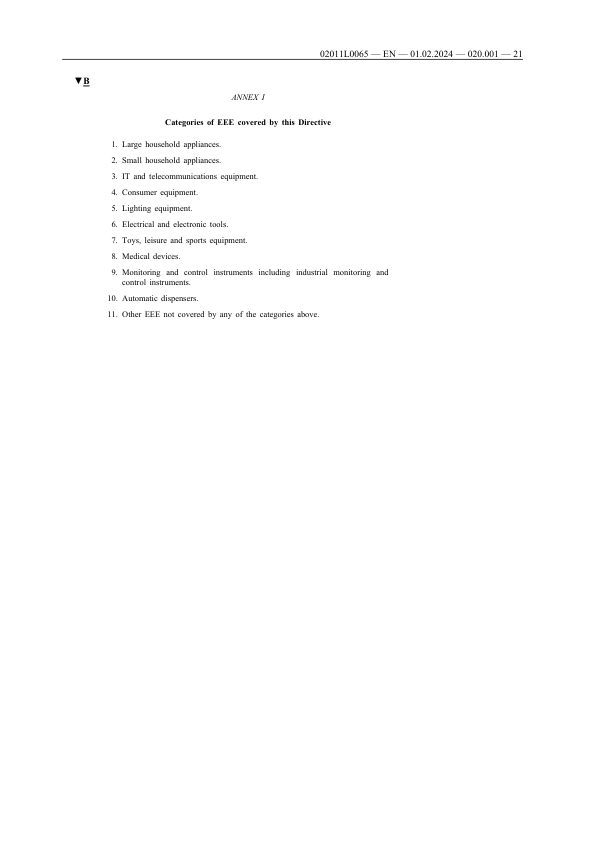 02011L0065 — EN — 01.02.2024 — 020.001 — 21
▼B
ANNEX I
Categories of EEE covered by this Directive
1. Large household appliances.
2. Small household appliances.
3. IT and telecommunications equipment.
4. Consumer equipment.
5. Lighting equipment.
6. Electrical and electronic tools.
7. Toys, leisure and sports equipment.
8. Medical devices.
9. Monitoring and control instruments including industrial monitoring and
control instruments.
10. Automatic dispensers.
11. Other EEE not covered by any of the categories above.